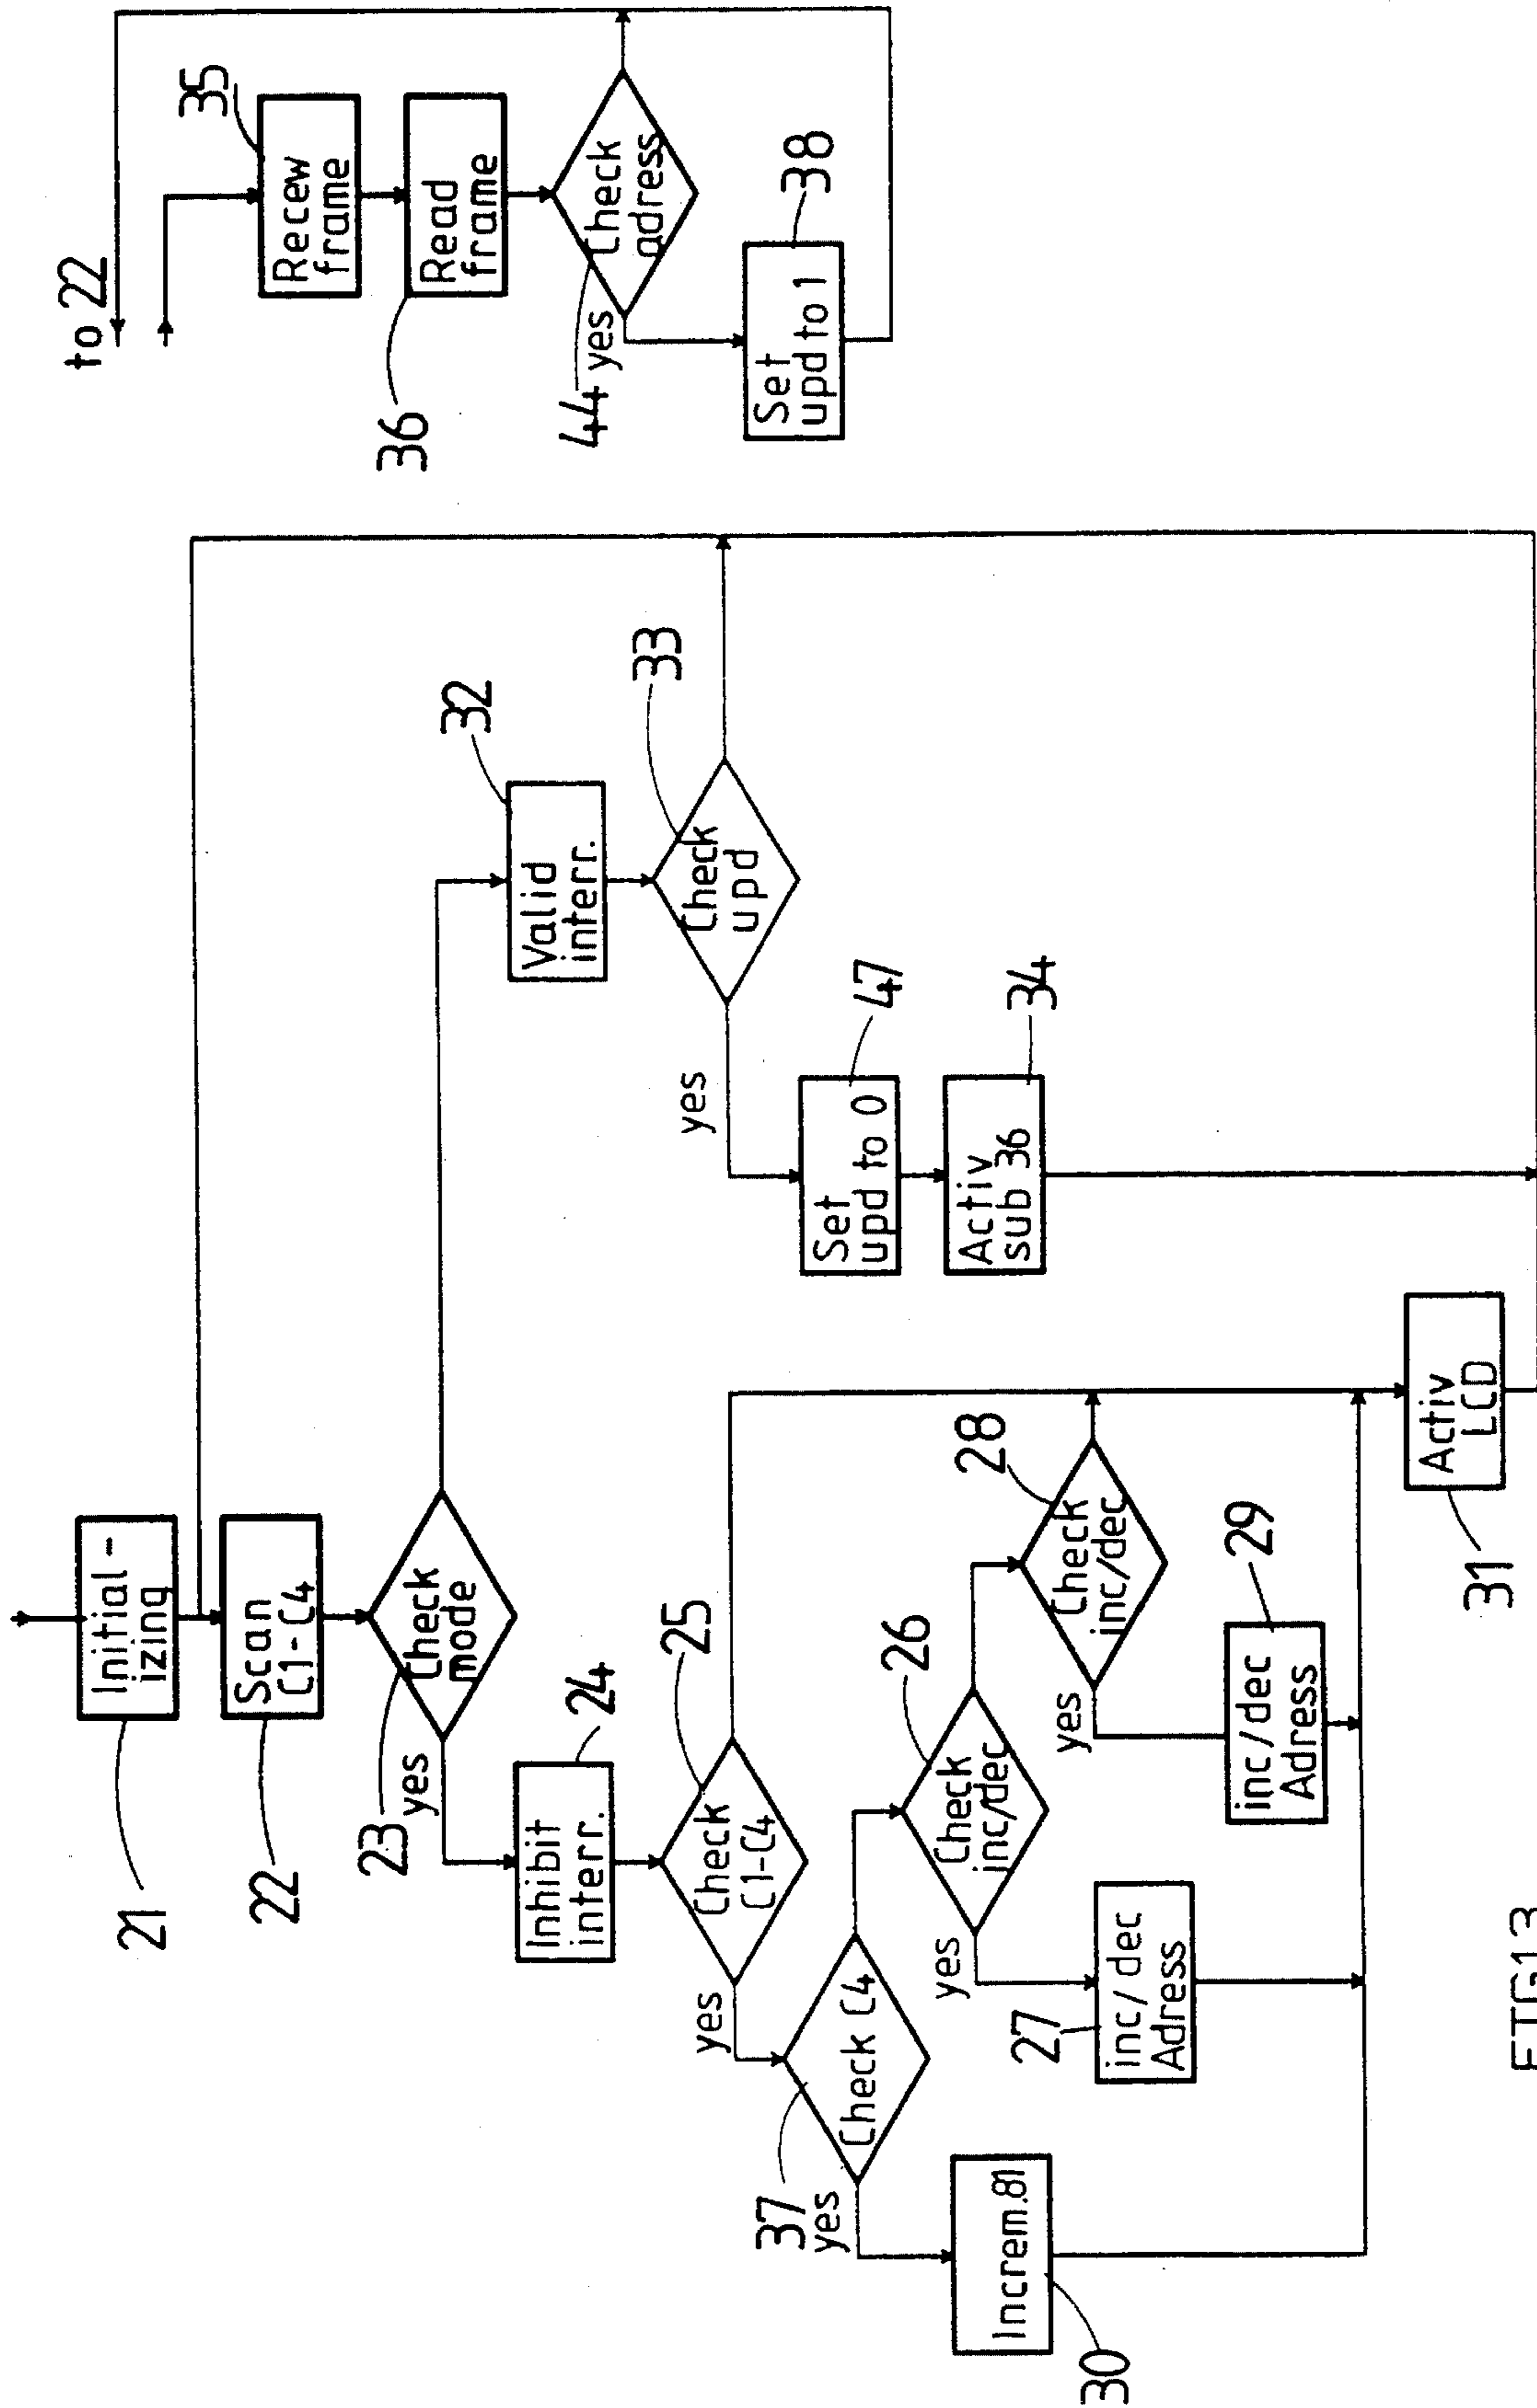 21
Initial-
izing
22
Scan
C1-C4
23
Check
mode
yes
24
Inhibit
interr.
25
Check
C1-C4
yes
37
Check C4
yes
30
Increm.81
26
Check
inc/dec
yes
27
inc/dec
Adress
28
Check
inc/dec
yes
29
inc/dec
Adress
31
Activ
LCD
32
Valid
interr.
33
Check
upd
yes
47
Set
upd to 0
34
Activ
sub 36
to 22
35
Recew
frame
36
Read
frame
44
Check
adress
yes
38
Set
upd to 1
FIG13